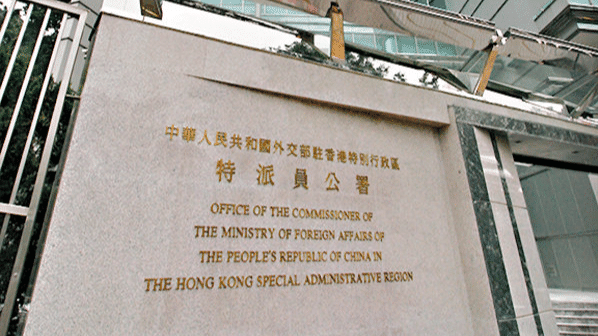 中華人民共和國外交部駐香港特別行政區
特派員公署
OFFICE OF THE COMMISSIONER OF
THE MINISTRY OF FOREIGN AFFAIRS OF
THE PEOPLE'S REPUBLIC OF CHINA IN
THE HONG KONG SPECIAL ADMINISTRATIVE REGION